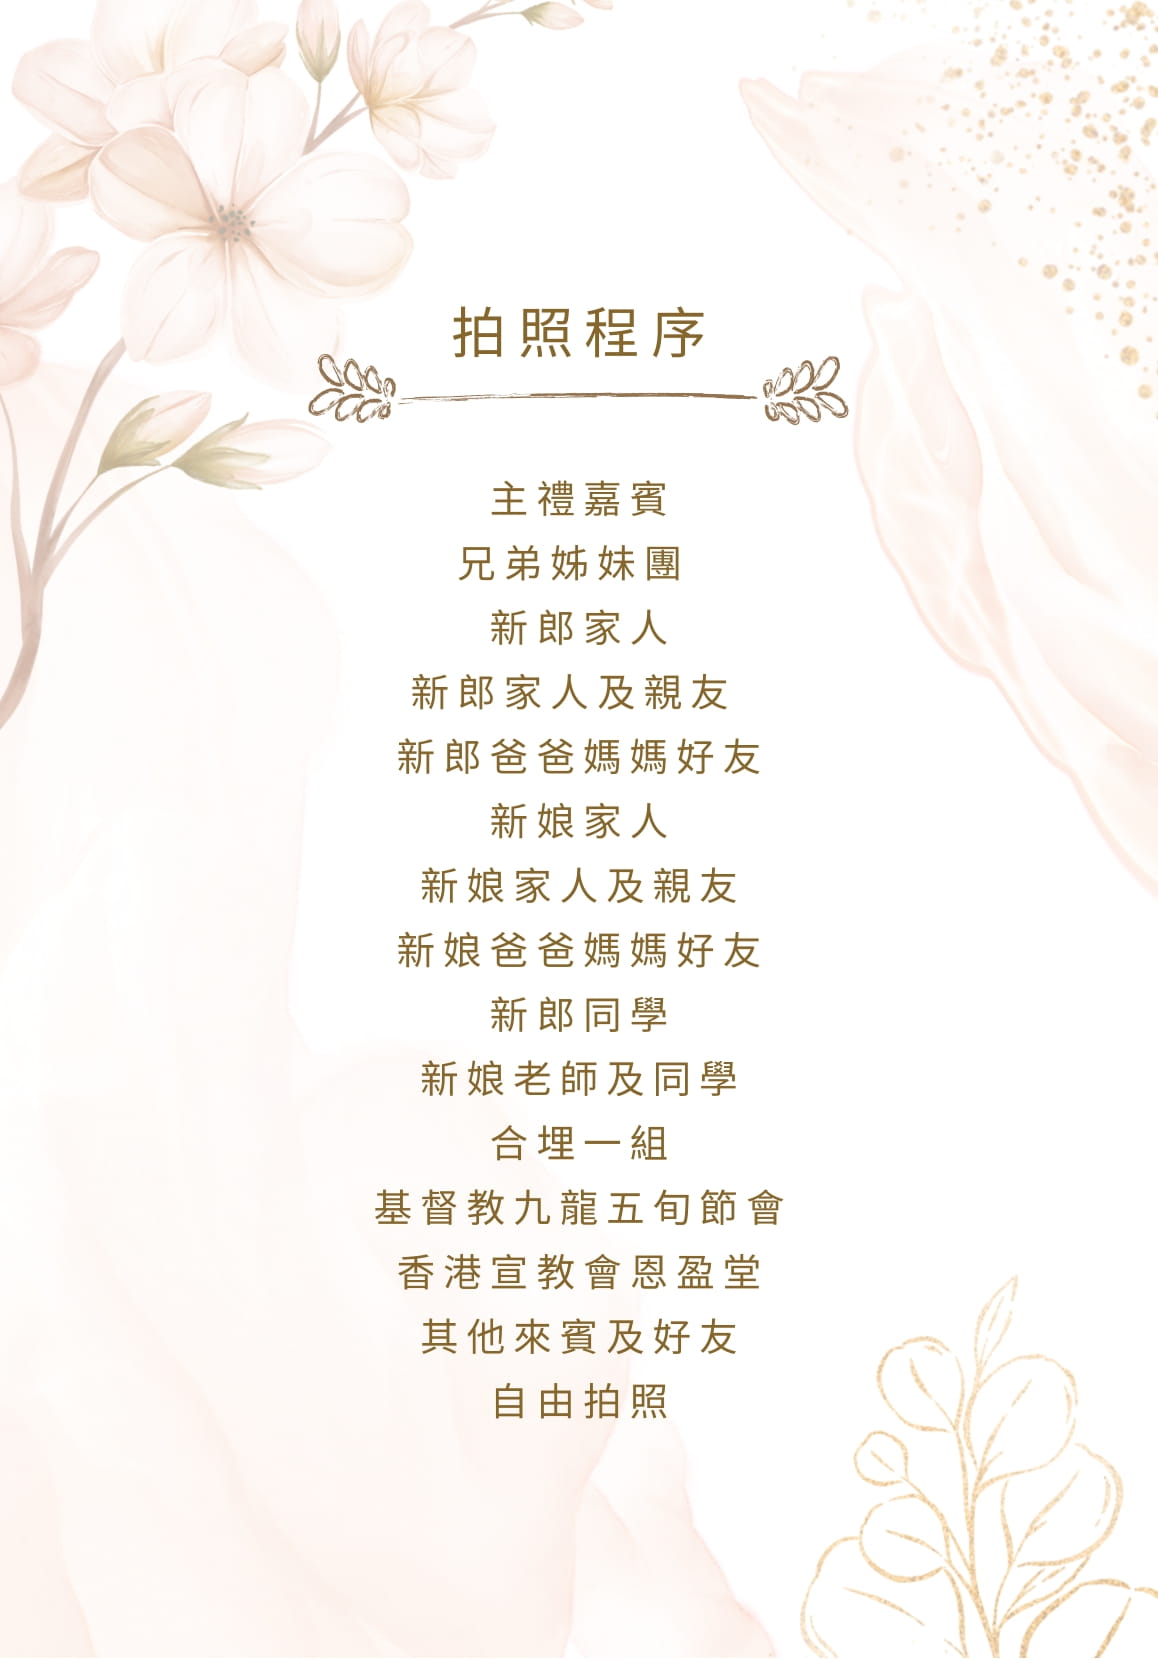 拍照程序
主禮嘉賓
兄弟姊妹團
新郎家人
新郎家人及親友
新郎爸爸媽媽好友
新娘家人
新娘家人及親友
新娘爸爸媽媽好友
新郎同學
新娘老師及同學
合埋一組
基督教九龍五旬節會
香港宣教會恩盈堂
其他來賓及好友
自由拍照